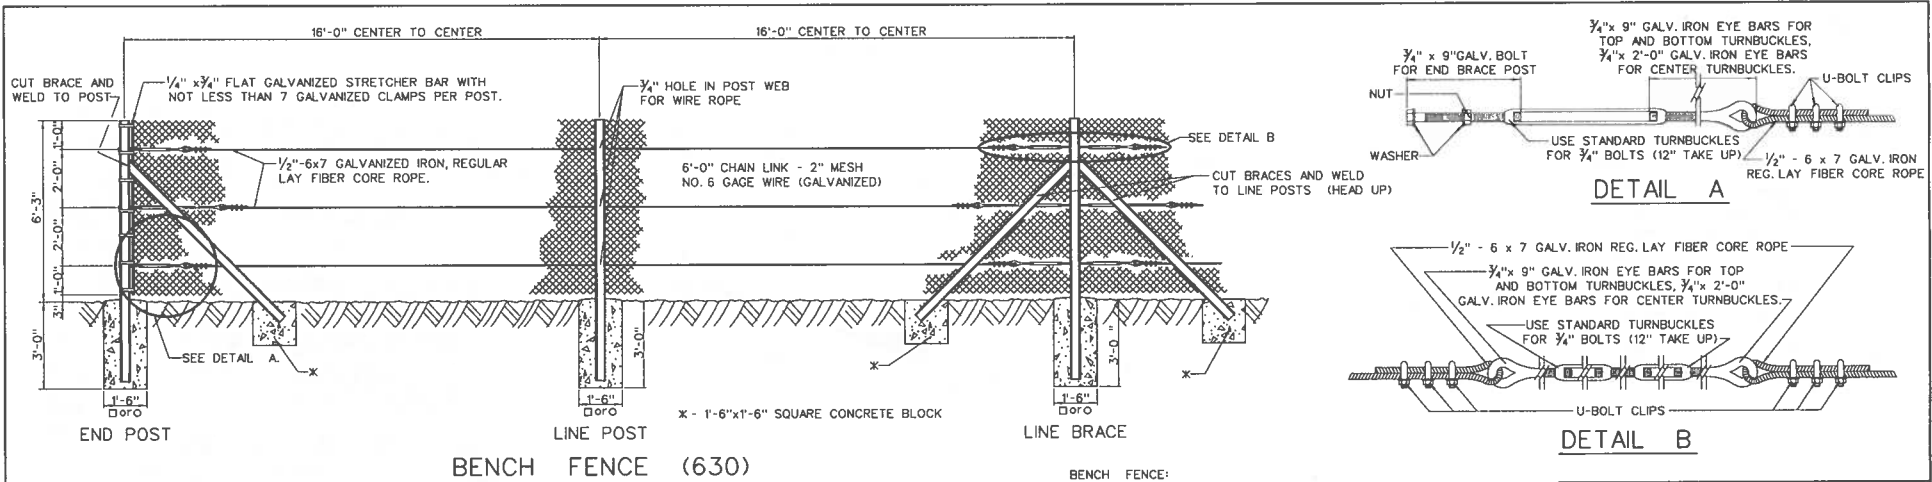 16'-0" CENTER TO CENTER
16'-0" CENTER TO CENTER
CUT BRACE AND
WELD TO POST
1/4" x 3/4" FLAT GALVANIZED STRETCHER BAR WITH
NOT LESS THAN 7 GALVANIZED CLAMPS PER POST.
3/4" HOLE IN POST WEB
FOR WIRE ROPE
SEE DETAIL B
1/2"-6x7 GALVANIZED IRON, REGULAR
LAY FIBER CORE ROPE.
6'-0" CHAIN LINK - 2" MESH
NO. 6 GAGE WIRE (GALVANIZED)
CUT BRACES AND WELD
TO LINE POSTS (HEAD UP)
1'-0"
2'-0"
6'-3"
2'-0"
1'-0"
3"
3'-0"
3'-0"
3'-0"
SEE DETAIL A.
*
*
*
1'-6"
□ or ○
1'-6"
□ or ○
1'-6"
□ or ○
* - 1'-6"x1'-6" SQUARE CONCRETE BLOCK
END POST
LINE POST
LINE BRACE
BENCH FENCE (630)
BENCH FENCE:
3/4" x 9" GALV. IRON EYE BARS FOR
TOP AND BOTTOM TURNBUCKLES,
3/4" x 2'-0" GALV. IRON EYE BARS
FOR CENTER TURNBUCKLES.
3/4" x 9"GALV. BOLT
FOR END BRACE POST
U-BOLT CLIPS
NUT
WASHER
USE STANDARD TURNBUCKLES
FOR 3/4" BOLTS (12" TAKE UP)
1/2" - 6 x 7 GALV. IRON
REG. LAY FIBER CORE ROPE
DETAIL A
1/2" - 6 x 7 GALV. IRON REG. LAY FIBER CORE ROPE
3/4"x 9" GALV. IRON EYE BARS FOR TOP
AND BOTTOM TURNBUCKLES, 3/4"x 2'-0"
GALV. IRON EYE BARS FOR CENTER TURNBUCKLES.
USE STANDARD TURNBUCKLES
FOR 3/4" BOLTS (12" TAKE UP)
U-BOLT CLIPS
DETAIL B